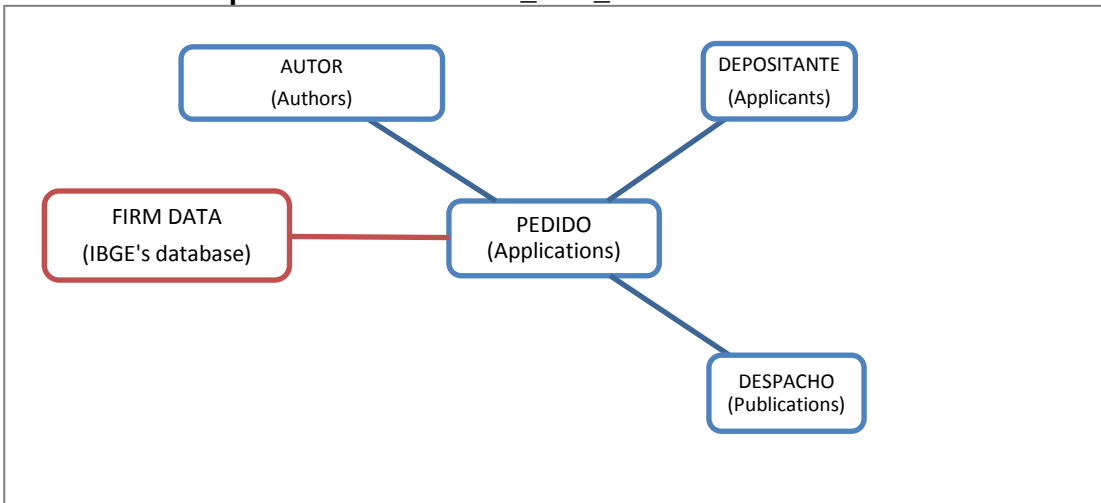 AUTOR
(Authors)
DEPOSITANTE
(Applicants)
FIRM DATA
(IBGE's database)
PEDIDO
(Applications)
DESPACHO
(Publications)